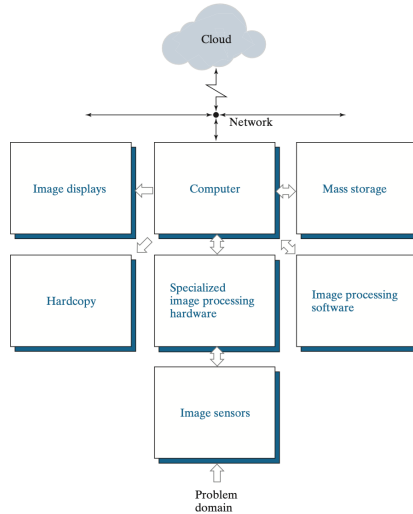 Cloud
Network
Image displays
Computer
Mass storage
Hardcopy
Specialized
image processing
hardware
Image processing
software
Image sensors
Problem
domain